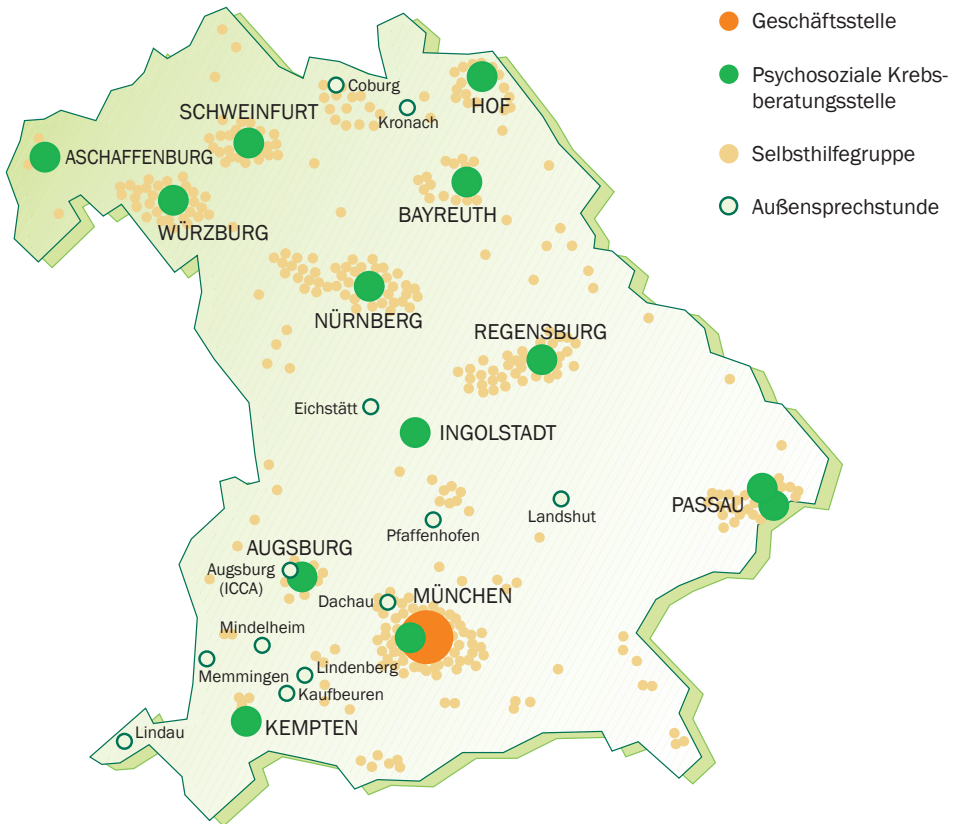 Geschäftsstelle
Psychosoziale Krebs-
beratungsstelle
Selbsthilfegruppe
Außensprechstunde
Coburg
HOF
SCHWEINFURT
Kronach
ASCHAFFENBURG
BAYREUTH
WÜRZBURG
NÜRNBERG
REGENSBURG
Eichstätt
INGOLSTADT
PASSAU
Landshut
Pfaffenhofen
AUGSBURG
Augsburg
(ICCA)
MÜNCHEN
Dachau
Mindelheim
Lindenberg
Memmingen
Kaufbeuren
KEMPTEN
Lindau